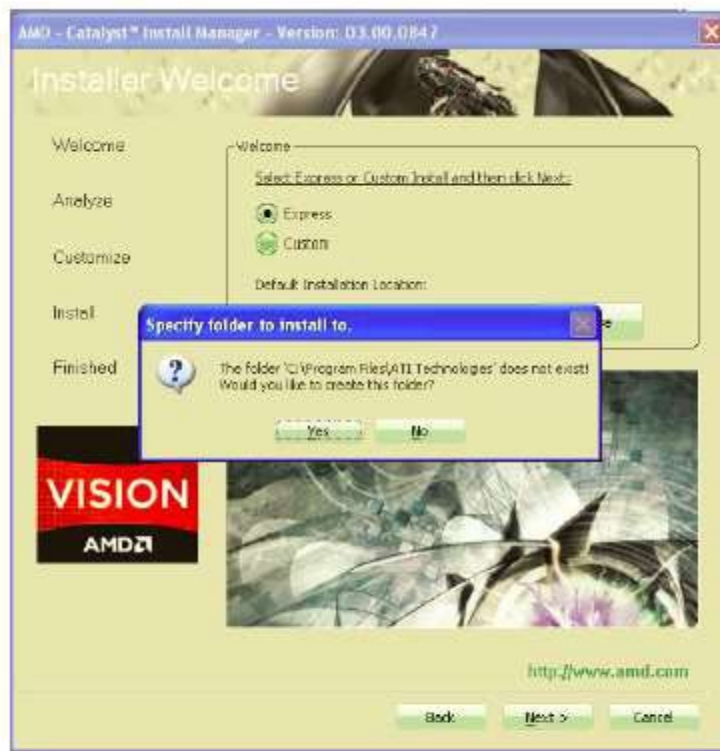 AMD - Catalyst™ Install Manager - Version: 03.00.0847
Installer Welcome
Welcome
Analyze
Customize
Install
Finished
Welcome
Select Express or Custom Install and then click Next:
Express
Custom
Default Installation Location:
Specify folder to install to.
The folder 'C:\Program Files\ATI Technologies' does not exist!
Would you like to create this folder?
Yes
No
VISION
AMD
http://www.amd.com
Back
Next >
Cancel